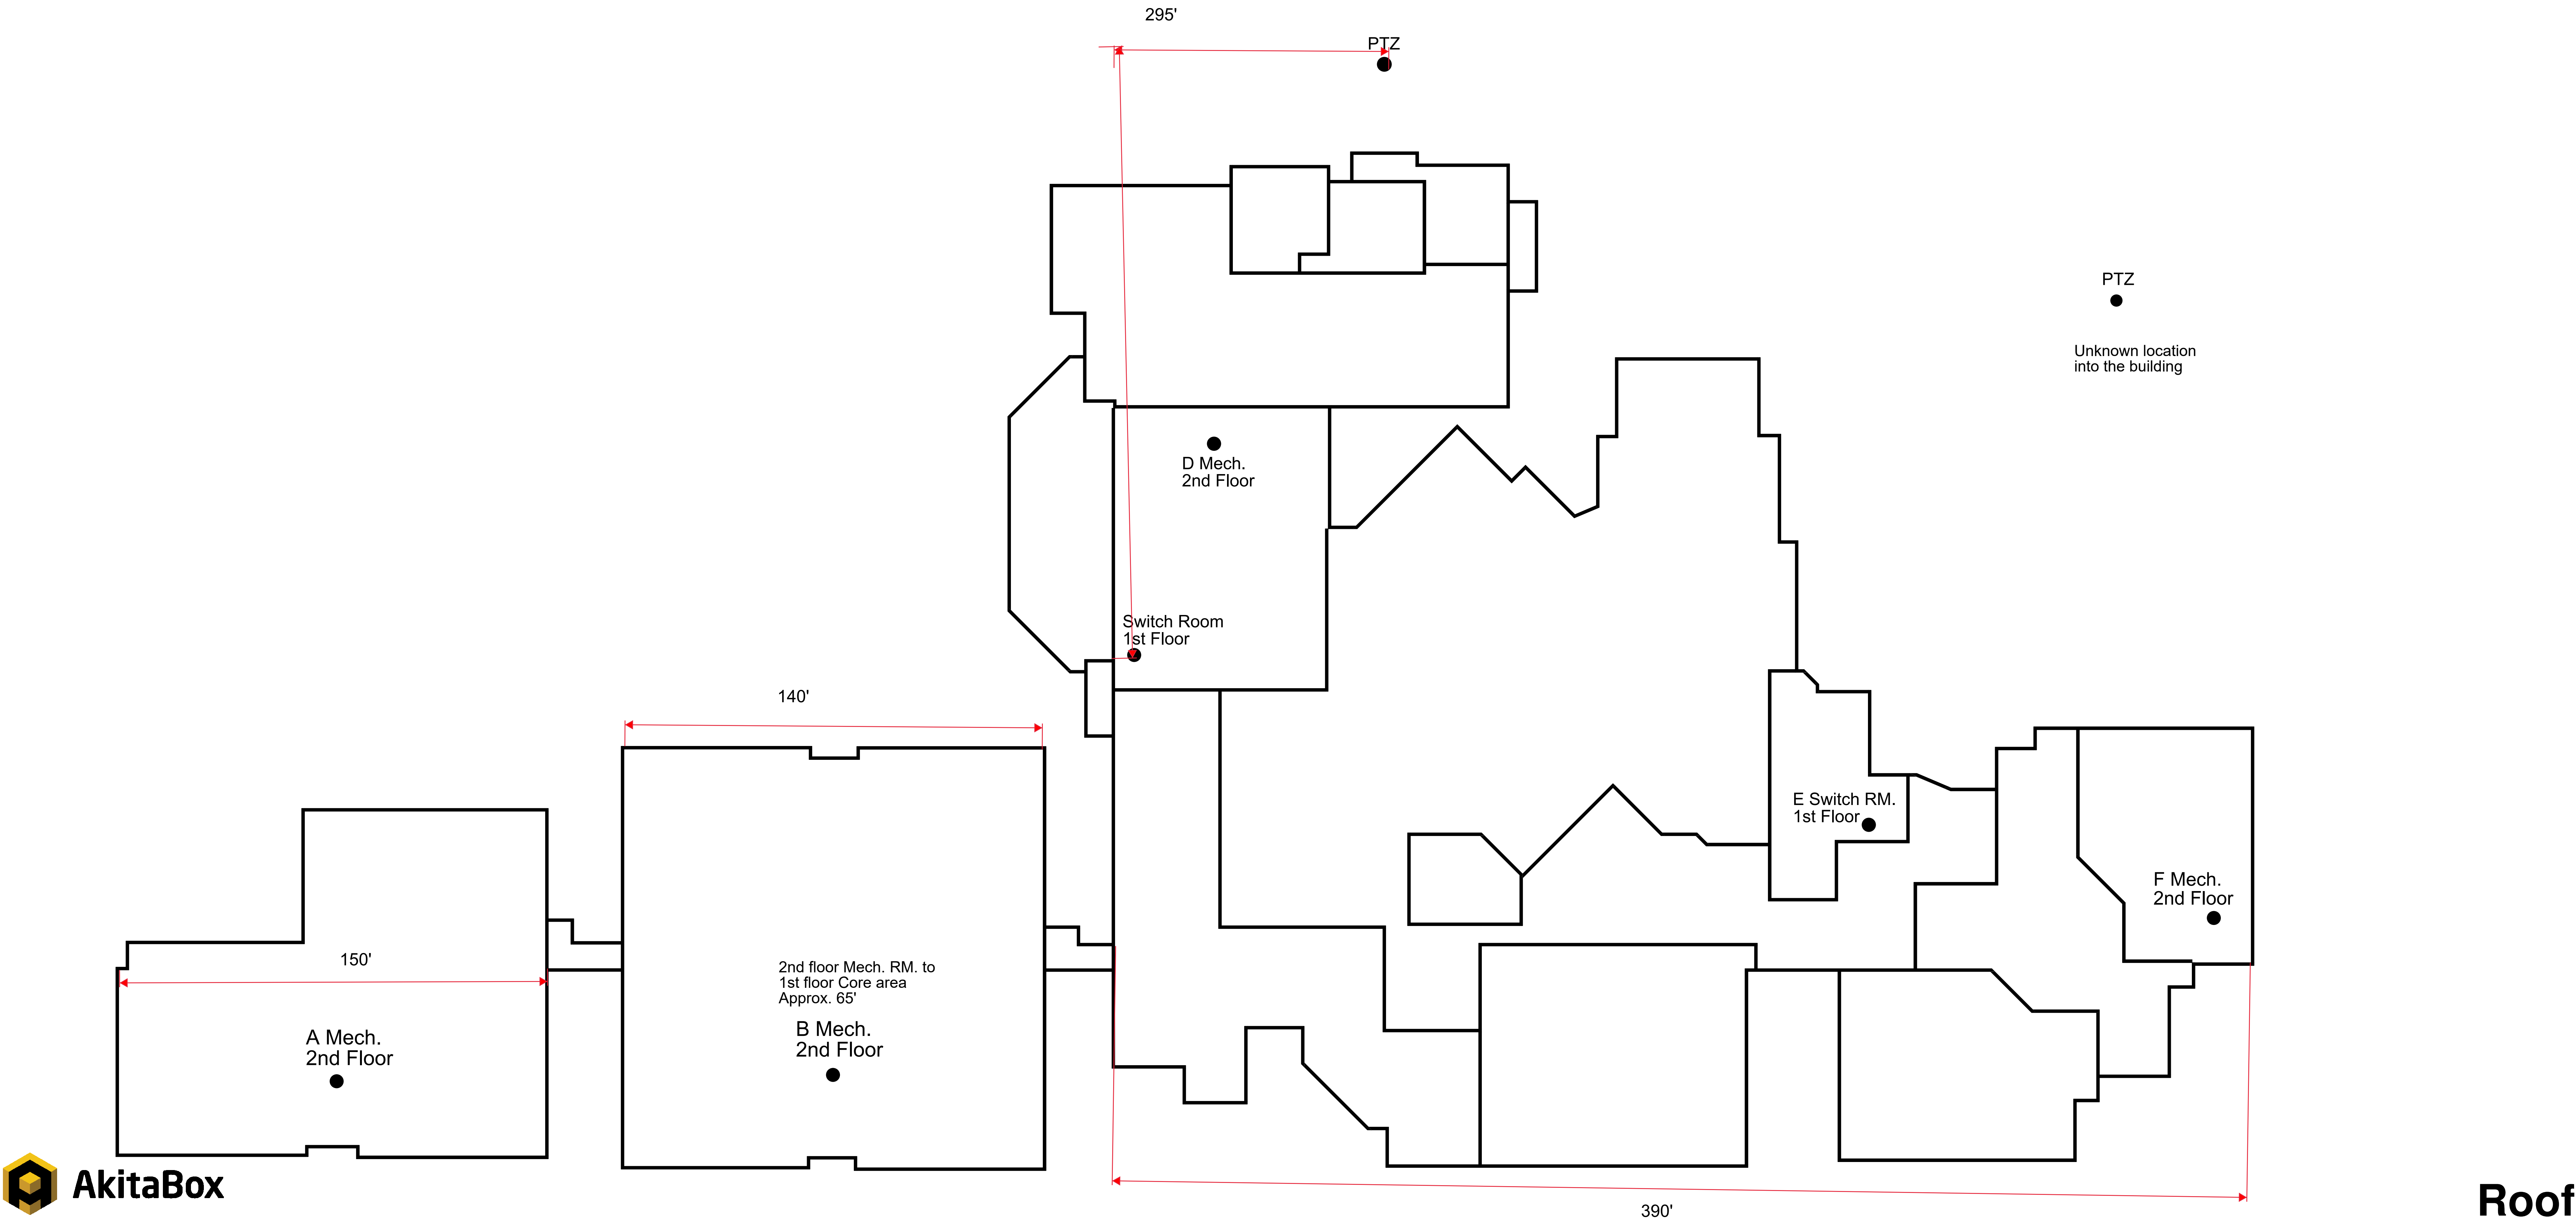 295'
PTZ
PTZ
Unknown location
into the building
D Mech.
2nd Floor
Switch Room
1st Floor
140'
E Switch RM.
1st Floor
F Mech.
2nd Floor
150'
2nd floor Mech. RM. to
1st floor Core area
Approx. 65'
A Mech.
2nd Floor
B Mech.
2nd Floor
AkitaBox
390'
Roof